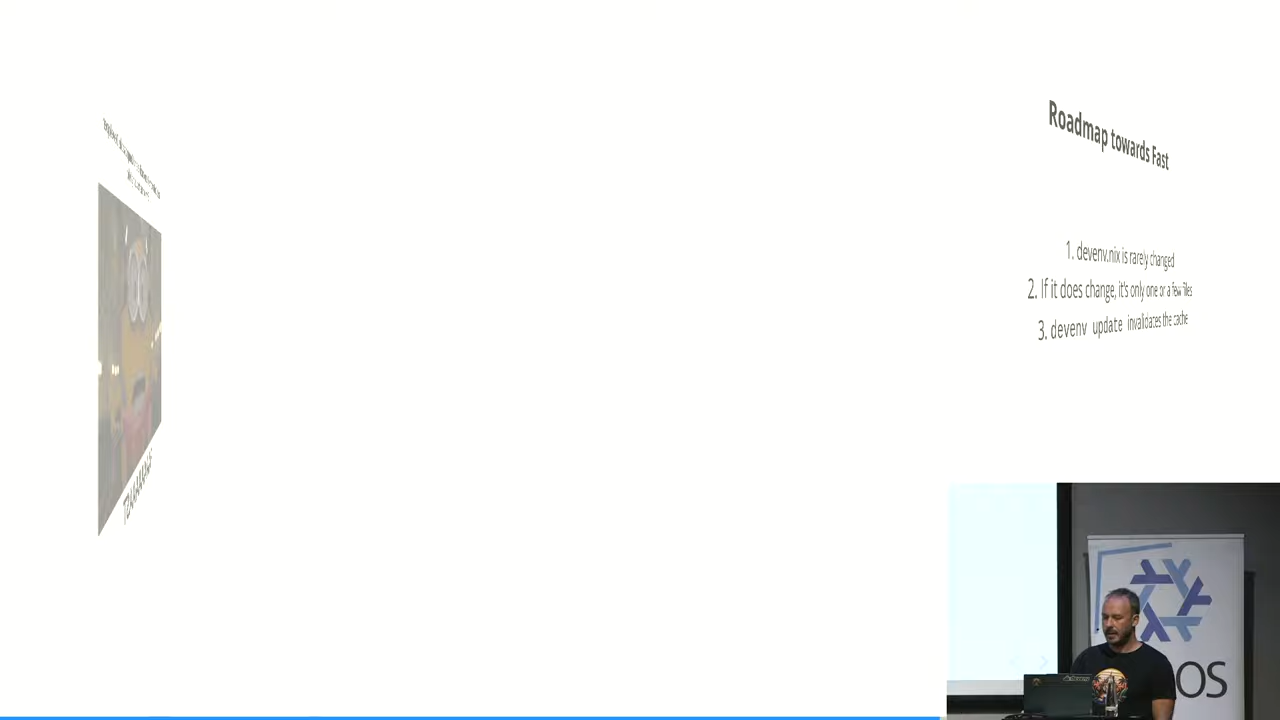 Roadmap towards Fast
1. devenv.nix is rarely changed
2. If it does change, it's only one or a few files
3. devenv update invalidates the cache
OS